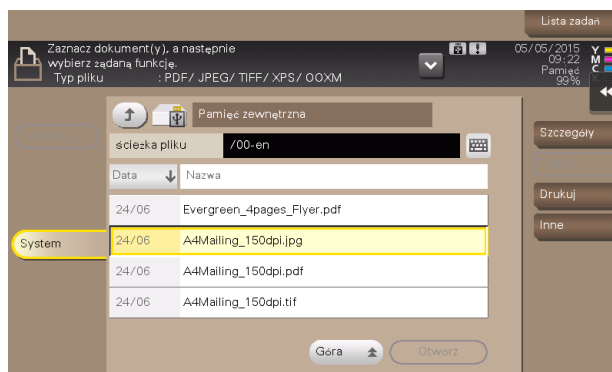 Lista zadań
Zaznacz dokument(y), a następnie
wybierz żądaną funkcję.
Typ pliku : PDF/ JPEG/ TIFF/ XPS/ OOXM
05/05/2015
09:22
Pamięć
99%
Y
M
C
K
Pamięć zewnętrzna
ścieżka pliku /00-en
Data Nazwa
24/06 Evergreen_4pages_Flyer.pdf
24/06 A4Mailing_150dpi.jpg
24/06 A4Mailing_150dpi.pdf
24/06 A4Mailing_150dpi.tif
System
Szczegóły
Drukuj
Inne
Góra
Otwórz